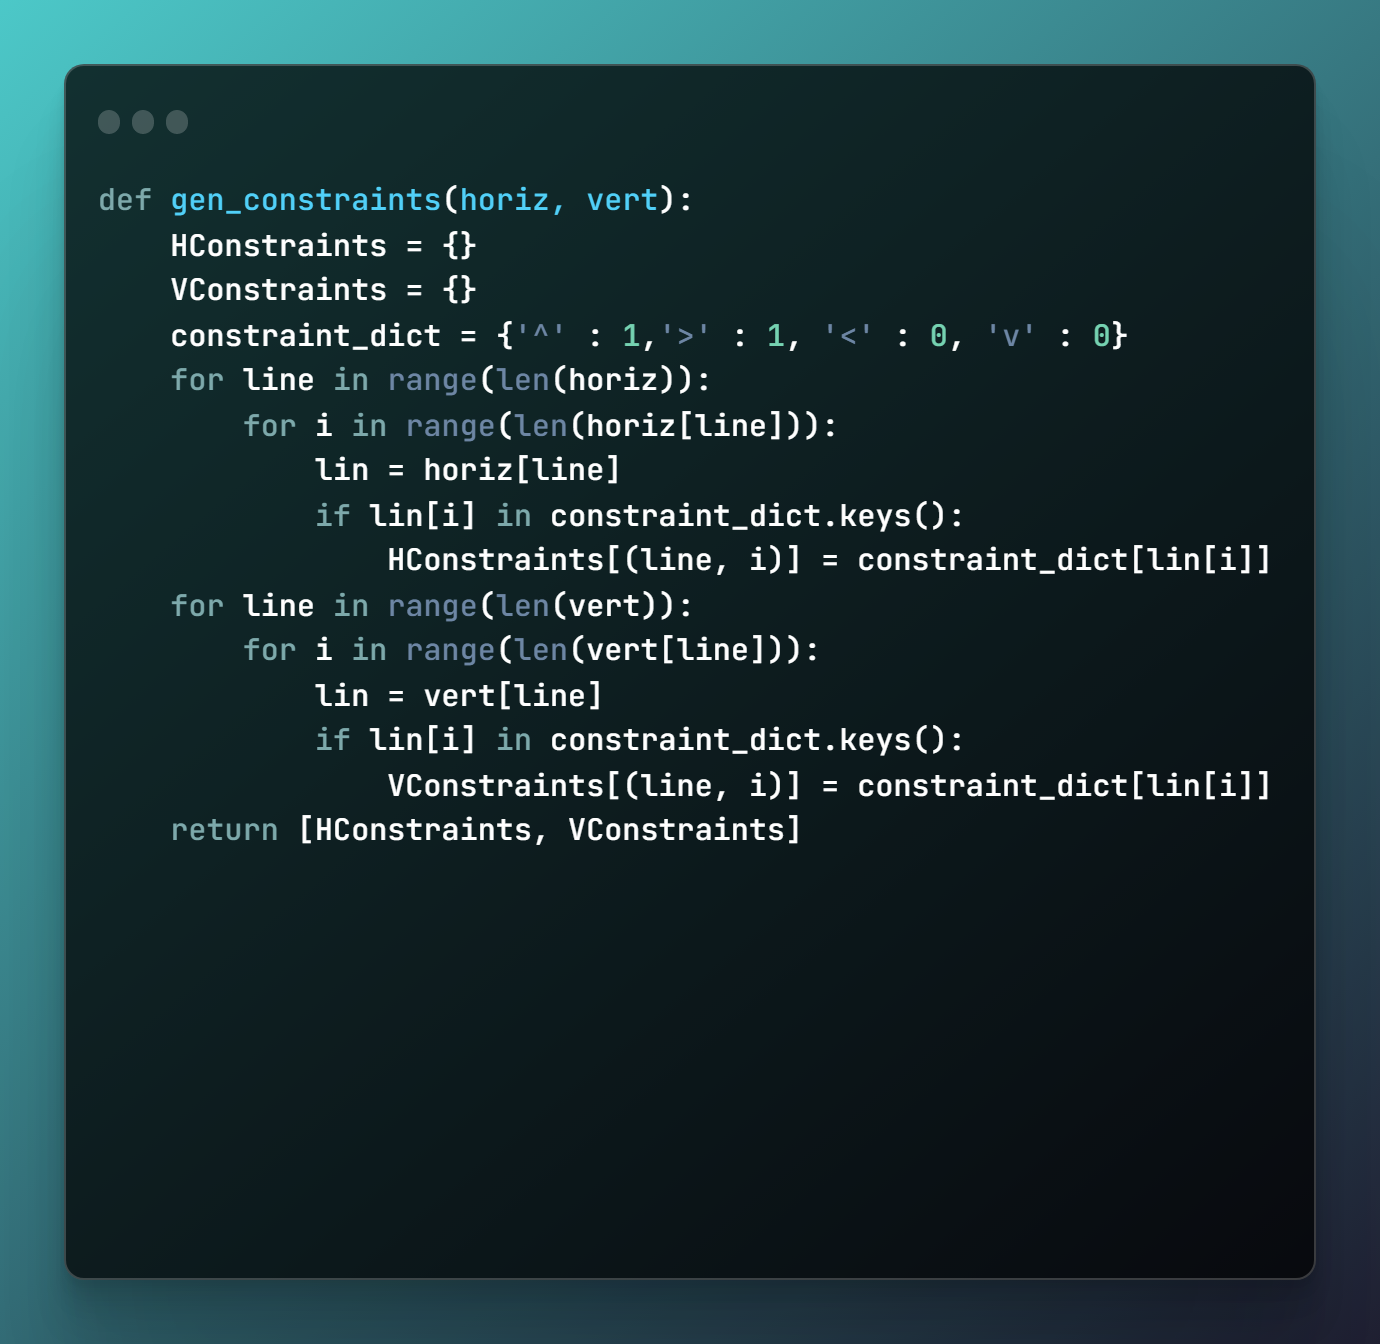 def gen_constraints(horiz, vert):
    HConstraints = {}
    VConstraints = {}
    constraint_dict = {'^' : 1,'>' : 1, '<' : 0, 'v' : 0}
    for line in range(len(horiz)):
        for i in range(len(horiz[line])):
            lin = horiz[line]
            if lin[i] in constraint_dict.keys():
                HConstraints[(line, i)] = constraint_dict[lin[i]]
    for line in range(len(vert)):
        for i in range(len(vert[line])):
            lin = vert[line]
            if lin[i] in constraint_dict.keys():
                VConstraints[(line, i)] = constraint_dict[lin[i]]
    return [HConstraints, VConstraints]